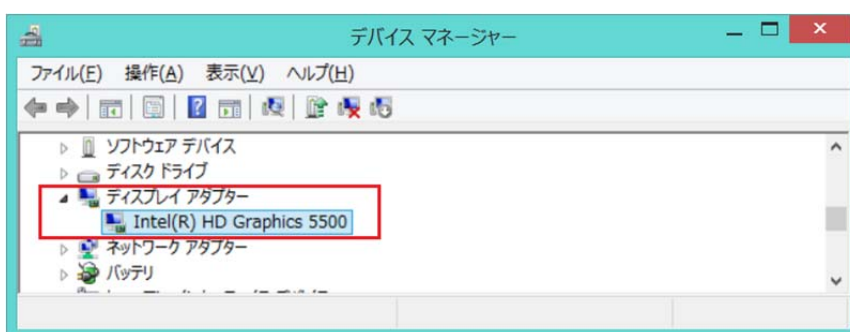 デバイス マネージャー
ファイル(F) 操作(A) 表示(V) ヘルプ(H)
ソフトウェア デバイス
ディスク ドライブ
ディスプレイ アダプター
Intel(R) HD Graphics 5500
ネットワーク アダプター
バッテリ